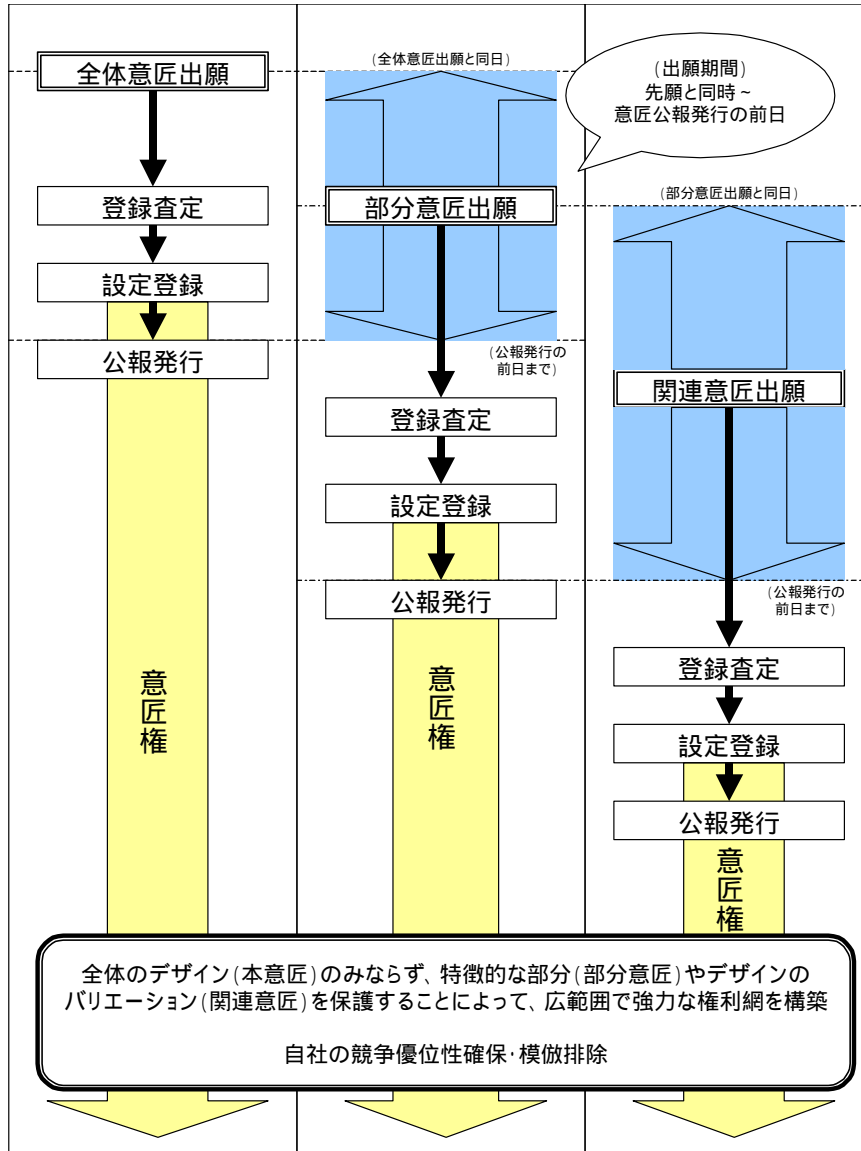 全体意匠出願
登録査定
設定登録
公報発行
意匠権
(全体意匠出願と同日)
部分意匠出願
(公報発行の
前日まで)
登録査定
設定登録
公報発行
意匠権
(出願期間)
先願と同時~
意匠公報発行の前日
(部分意匠出願と同日)
関連意匠出願
(公報発行の
前日まで)
登録査定
設定登録
公報発行
意匠権
全体のデザイン(本意匠)のみならず、特徴的な部分(部分意匠)やデザインの
バリエーション(関連意匠)を保護することによって、広範囲で強力な権利網を構築
自社の競争優位性確保・模倣排除